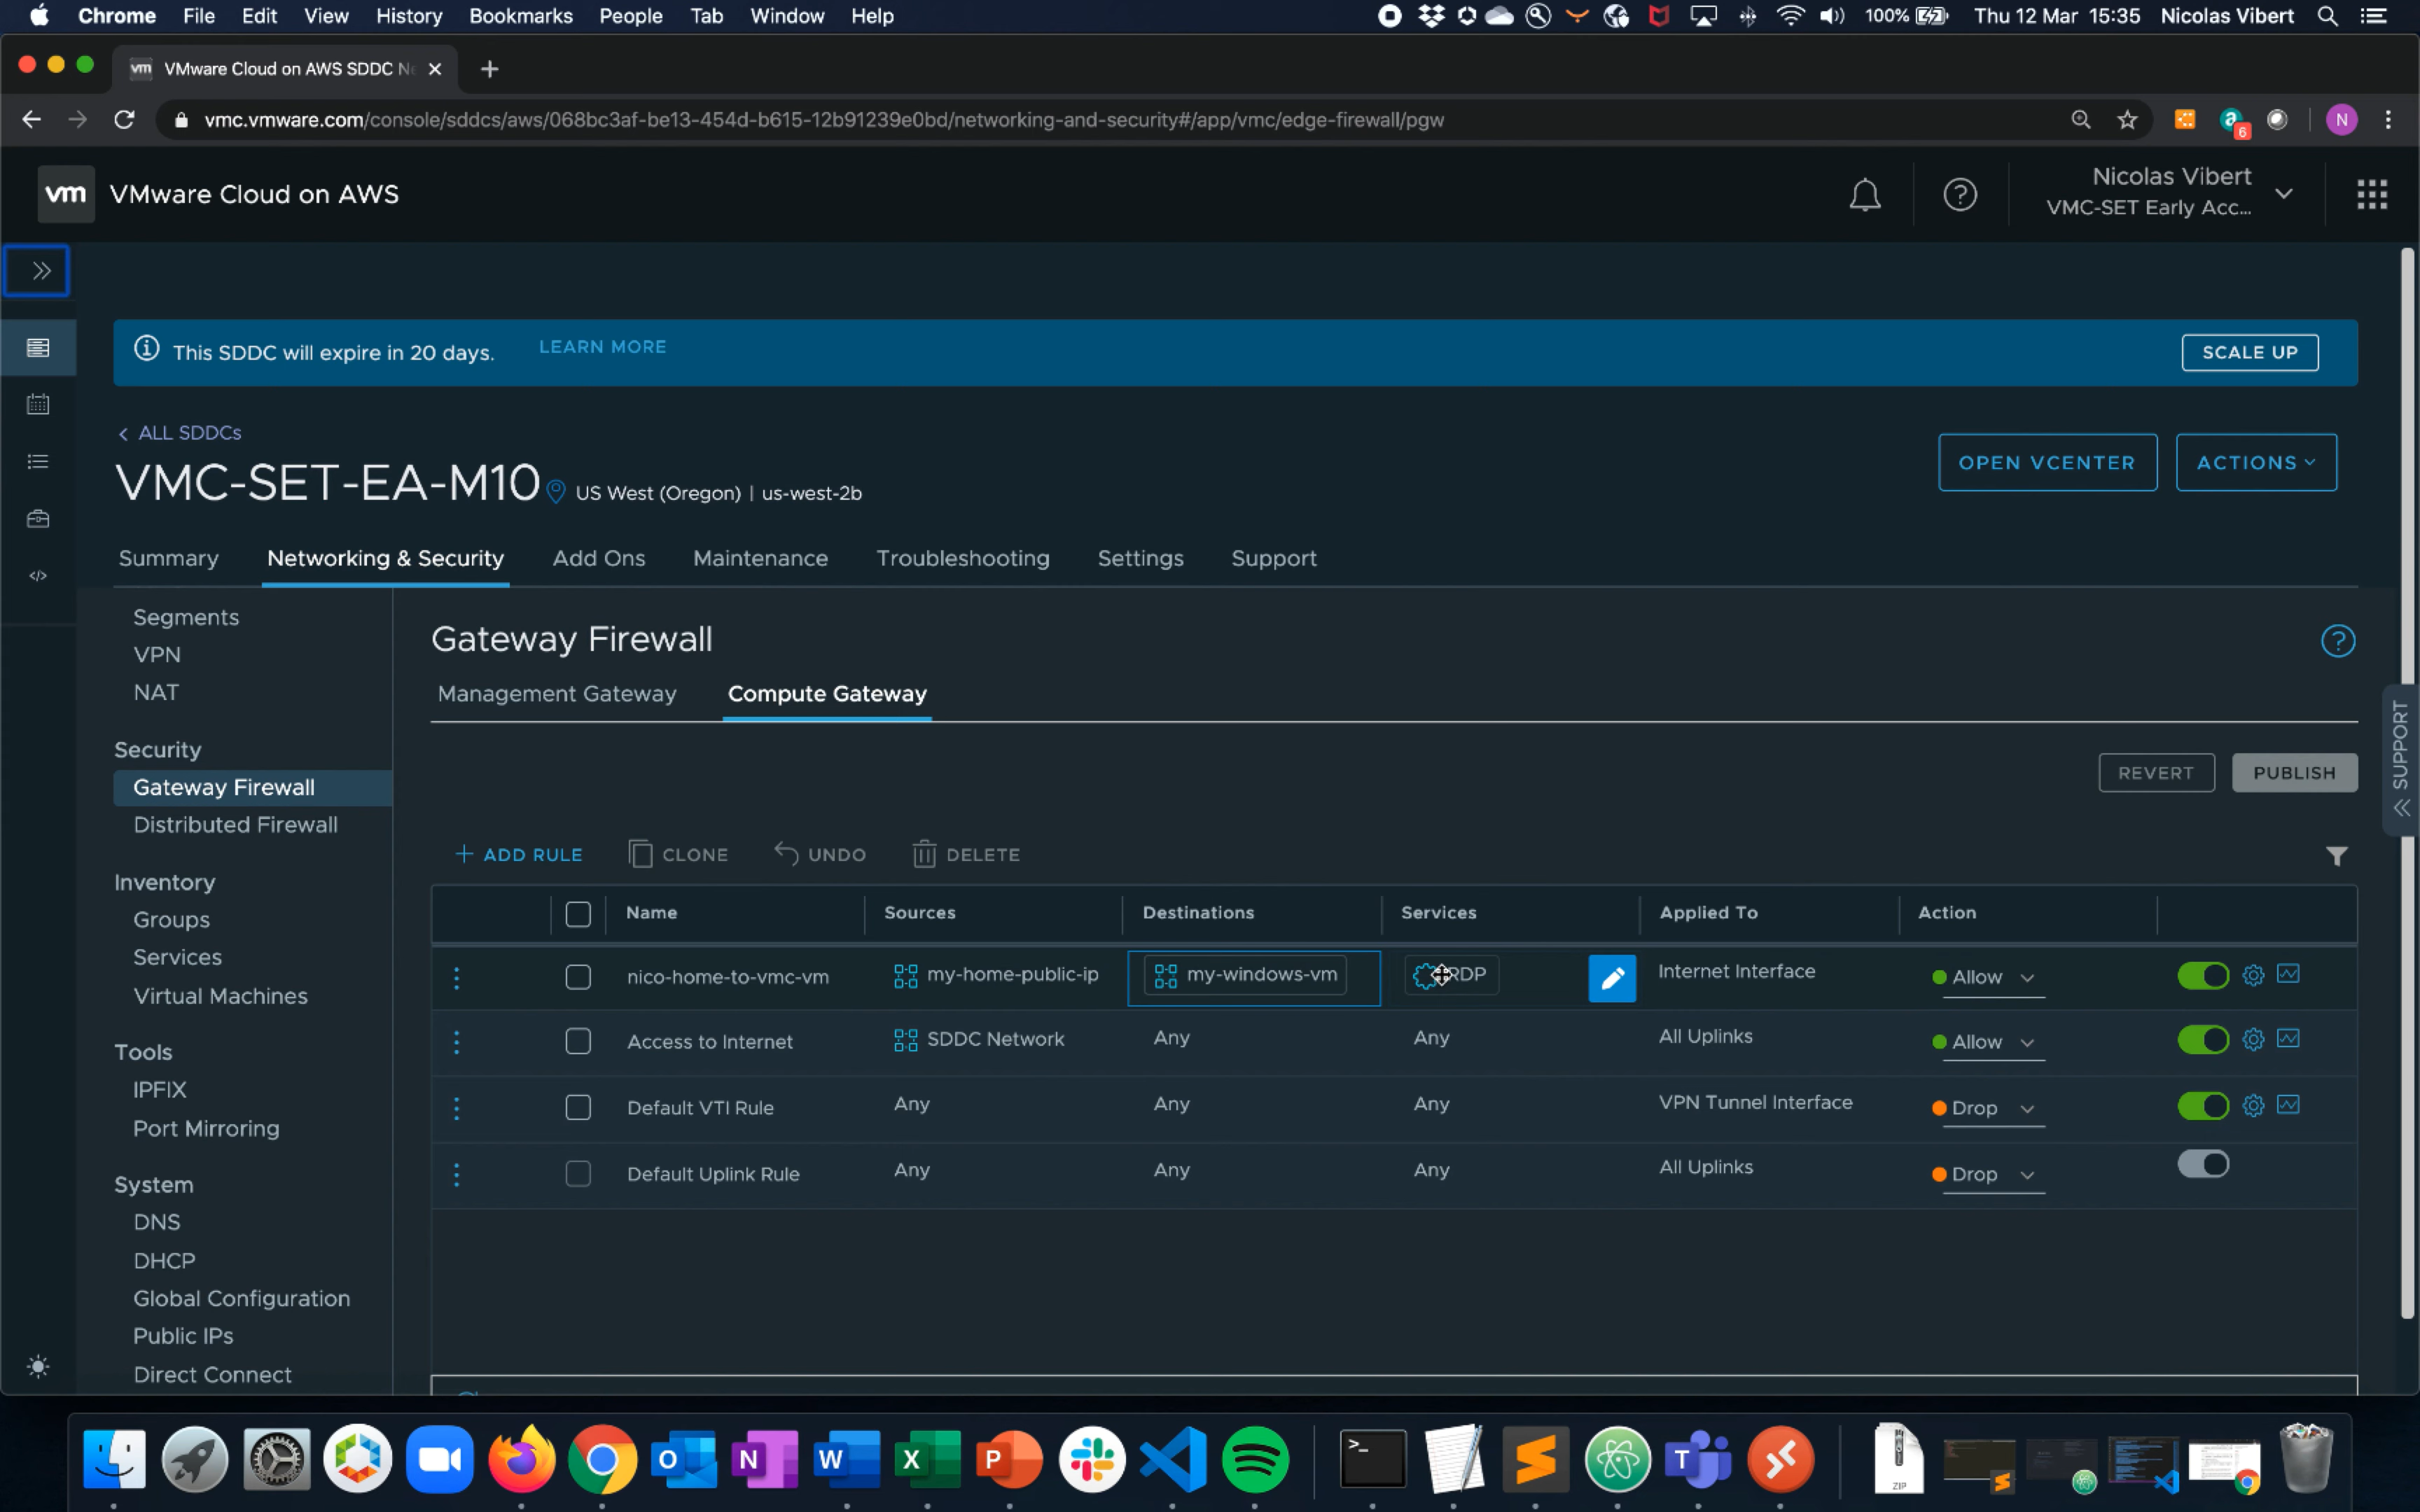 Chrome File Edit View History Bookmarks People Tab Window Help 100% Thu 12 Mar 15:35 Nicolas Vibert
vm VMware Cloud on AWS SDDC
vmc.vmware.com/console/sddcs/aws/068bc3af-be13-454d-b615-12b91239e0bd/networking-and-security#/app/vmc/edge-firewall/pgw 6 N
vm VMware Cloud on AWS
Nicolas Vibert
VMC-SET Early Acc...
This SDDC will expire in 20 days. LEARN MORE SCALE UP
ALL SDDCs
VMC-SET-EA-M10 US West (Oregon) | us-west-2b
OPEN VCENTER ACTIONS
Summary Networking & Security Add Ons Maintenance Troubleshooting Settings Support
Segments
VPN
NAT
Security
Gateway Firewall
Distributed Firewall
Inventory
Groups
Services
Virtual Machines
Tools
IPFIX
Port Mirroring
System
DNS
DHCP
Global Configuration
Public IPs
Direct Connect
Gateway Firewall
Management Gateway Compute Gateway
REVERT PUBLISH
SUPPORT
ADD RULE CLONE UNDO DELETE
Name Sources Destinations Services Applied To Action
nico-home-to-vmc-vm my-home-public-ip my-windows-vm RDP Internet Interface Allow
Access to Internet SDDC Network Any Any All Uplinks Allow
Default VTI Rule Any Any Any VPN Tunnel Interface Drop
Default Uplink Rule Any Any Any All Uplinks Drop
O N W X P >_ S T ZIP